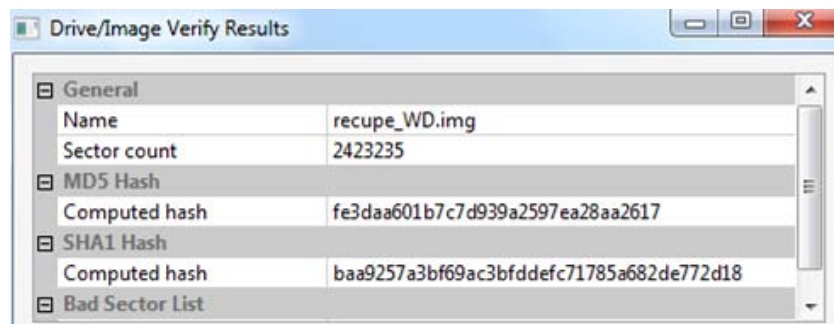 Drive/Image Verify Results
General
Name recupe_WD.img
Sector count 2423235
MD5 Hash
Computed hash fe3daa601b7c7d939a2597ea28aa2617
SHA1 Hash
Computed hash baa9257a3bf69ac3bfddefc71785a682de772d18
Bad Sector List